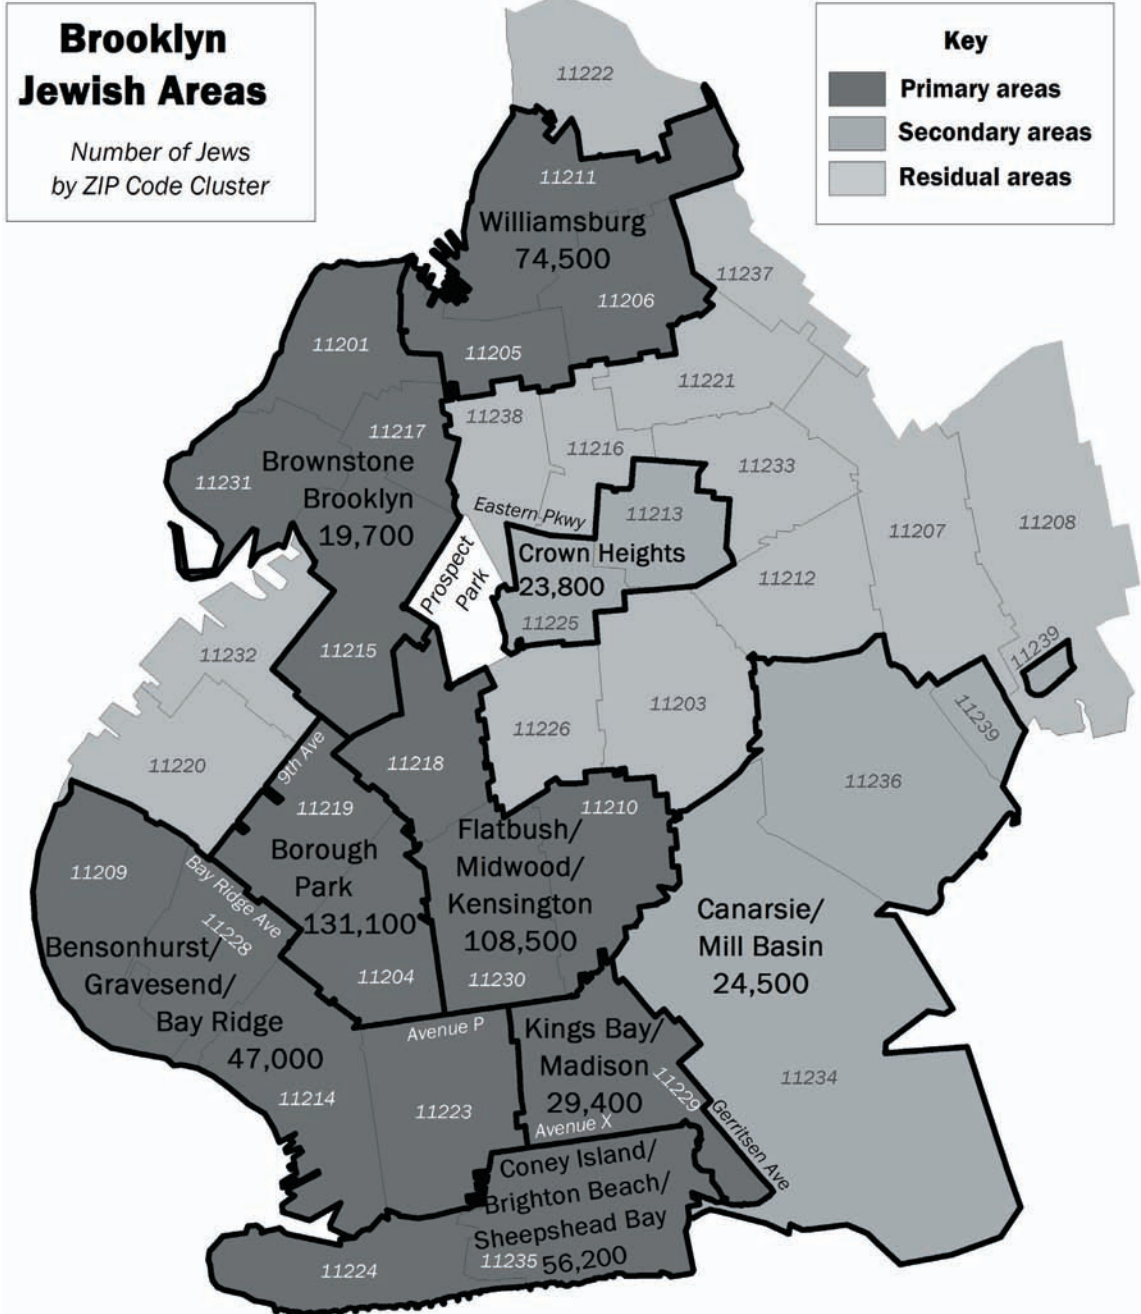 Brooklyn
Jewish Areas
Number of Jews
by ZIP Code Cluster
Key
Primary areas
Secondary areas
Residual areas
11222
11211
Williamsburg
74,500
11237
11206
11201
11205
11221
11238
11217
11216
11233
Brownstone
Brooklyn
19,700
11231
Eastern Pkwy
11213
11207
11208
Crown Heights
23,800
Prospect
Park
11212
11225
11215
11232
11239
11203
11226
11239
9th Ave
11218
11220
11236
11219
11210
Flatbush/
Midwood/
Kensington
108,500
Borough
Park
131,100
11209
Bay Ridge Ave
11228
Canarsie/
Mill Basin
24,500
Bensonhurst/
Gravesend/
Bay Ridge
47,000
11204
11230
Avenue P
Kings Bay/
Madison
29,400
11229
11234
11214
11223
Avenue X
Gerritsen Ave
Coney Island/
Brighton Beach/
Sheepshead Bay
56,200
11235
11224